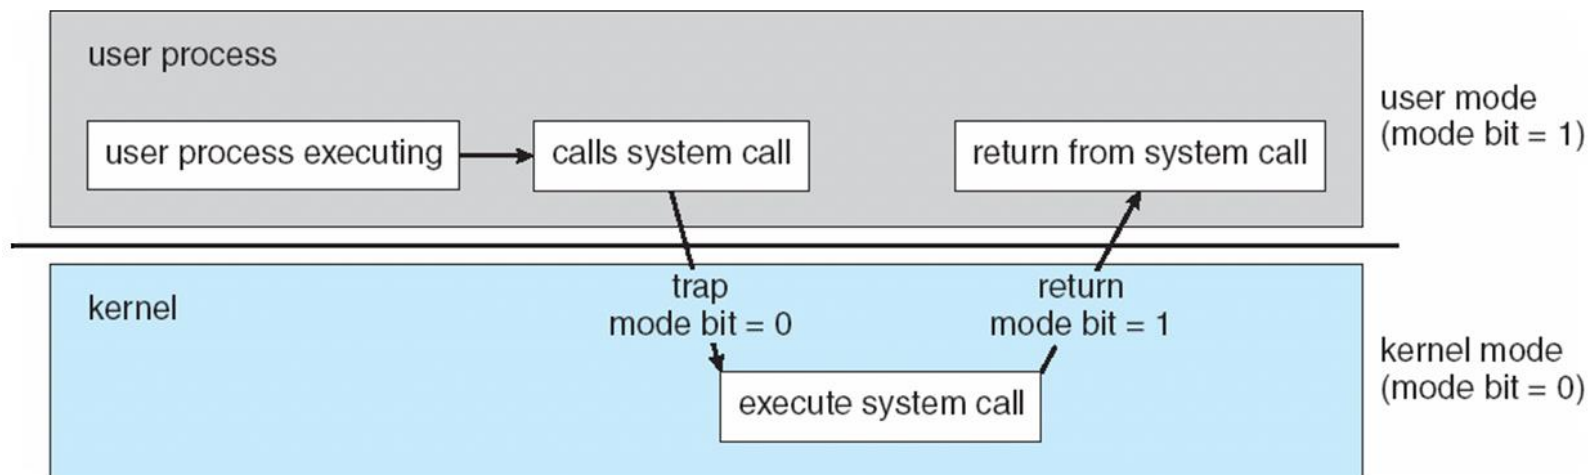 user process
user process executing
calls system call
return from system call
user mode
(mode bit = 1)
kernel
trap
mode bit = 0
return
mode bit = 1
execute system call
kernel mode
(mode bit = 0)